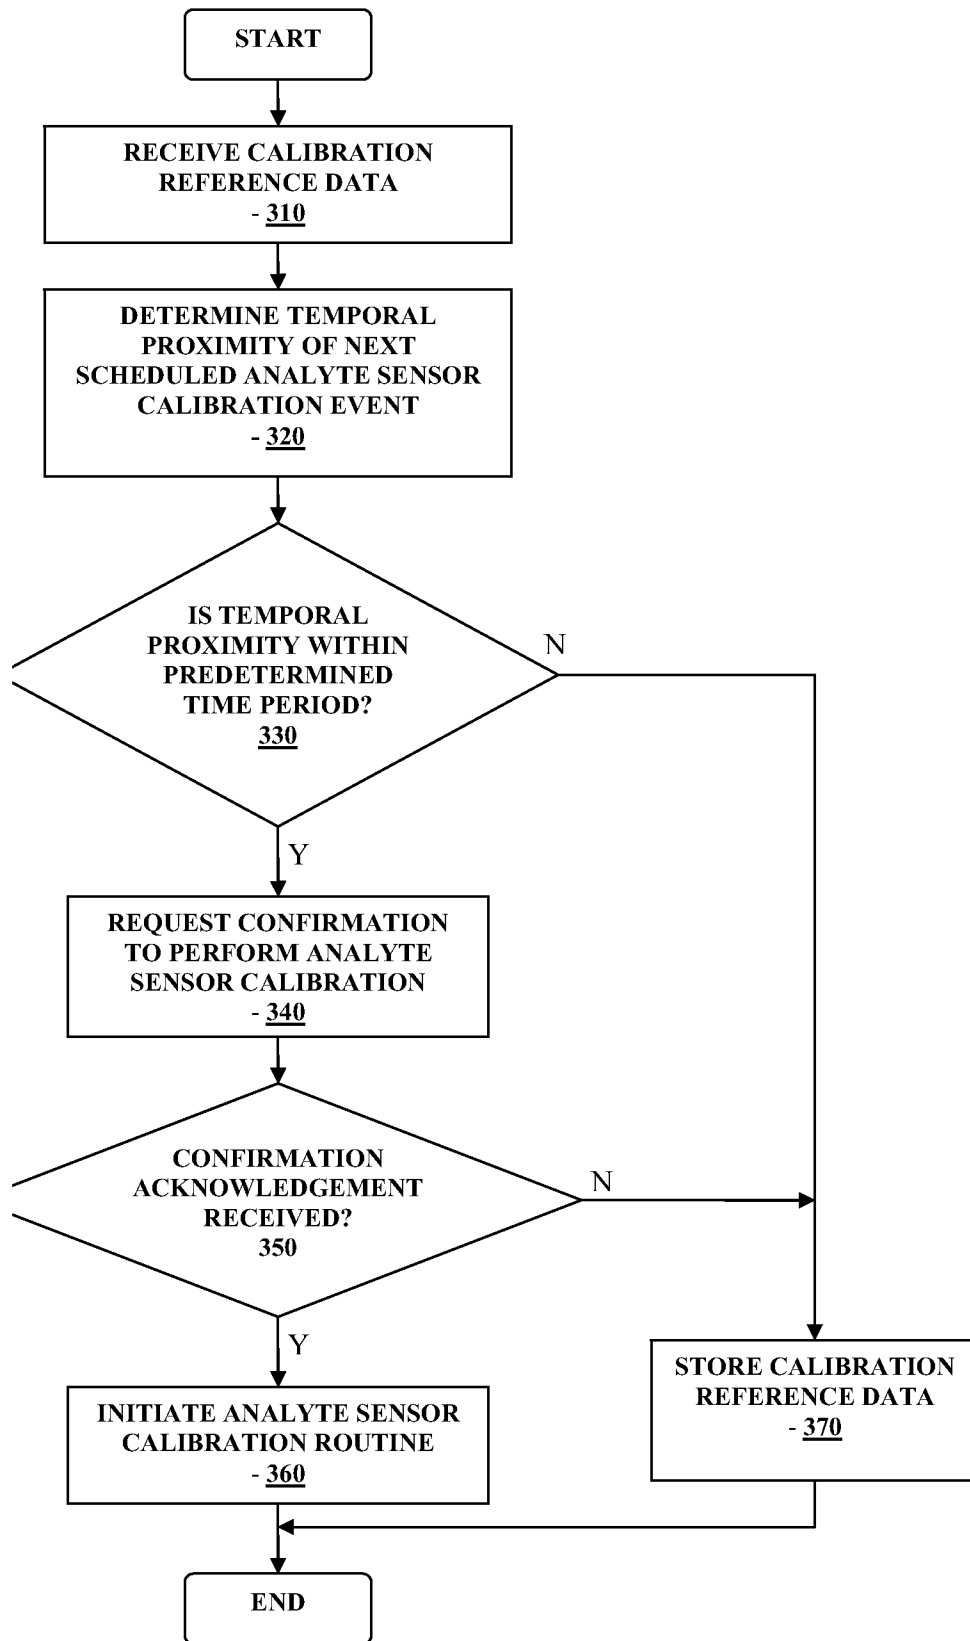 START
RECEIVE CALIBRATION
REFERENCE DATA
- 310
DETERMINE TEMPORAL
PROXIMITY OF NEXT
SCHEDULED ANALYTE SENSOR
CALIBRATION EVENT
- 320
IS TEMPORAL
PROXIMITY WITHIN
PREDETERMINED
TIME PERIOD?
330
N
Y
REQUEST CONFIRMATION
TO PERFORM ANALYTE
SENSOR CALIBRATION
- 340
CONFIRMATION
ACKNOWLEDGEMENT
RECEIVED?
350
N
Y
INITIATE ANALYTE SENSOR
CALIBRATION ROUTINE
- 360
STORE CALIBRATION
REFERENCE DATA
- 370
END